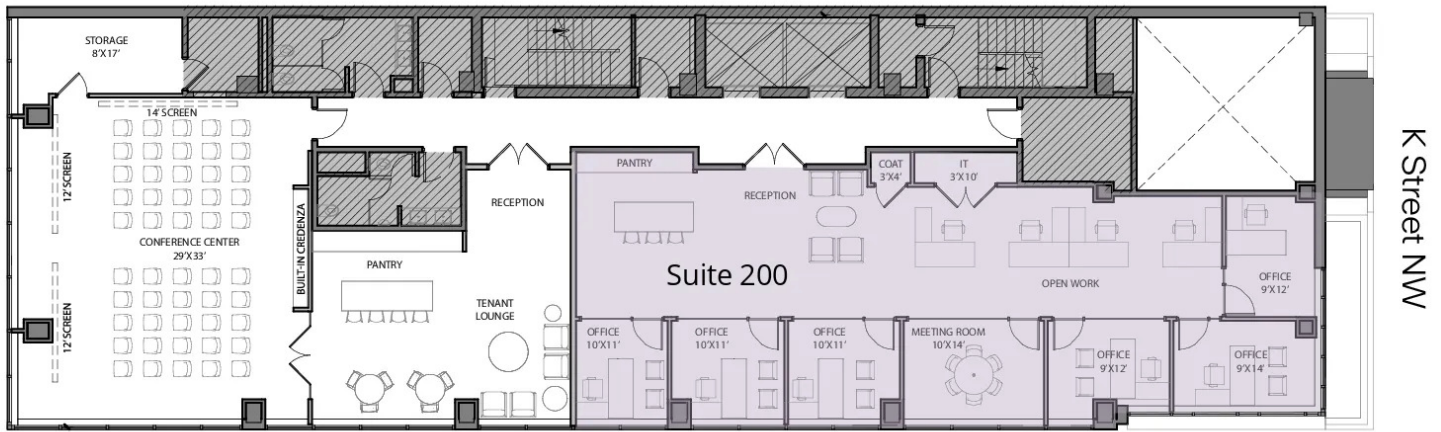 STORAGE
8'X17'
14' SCREEN
12' SCREEN
12' SCREEN
CONFERENCE CENTER
29'X33'
BUILT-IN CREDENZA
RECEPTION
PANTRY
TENANT
LOUNGE
PANTRY
RECEPTION
COAT
3'X4'
IT
3'X10'
Suite 200
OPEN WORK
OFFICE
9'X12'
OFFICE
10'X11'
OFFICE
10'X11'
OFFICE
10'X11'
MEETING ROOM
10'X14'
OFFICE
9'X12'
OFFICE
9'X14'
K Street NW